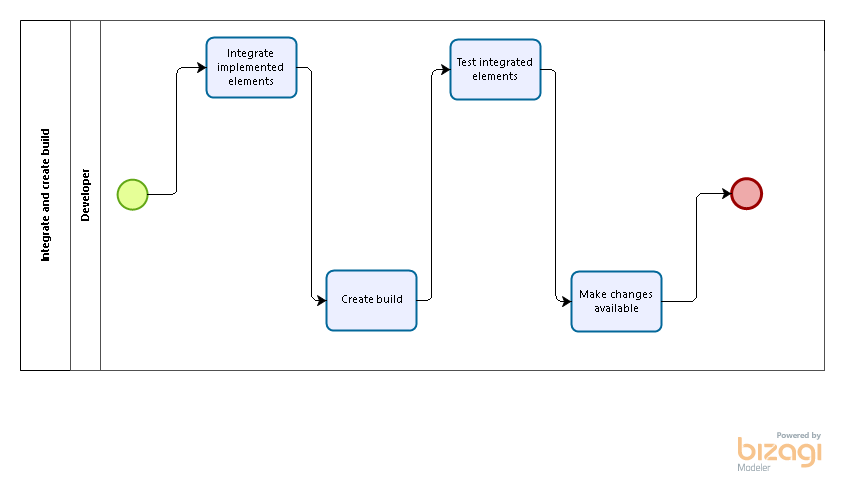 Integrate and create build
Developer
Integrate
implemented
elements
Create build
Test integrated
elements
Make changes
available
Powered by
bizagi
Modeler